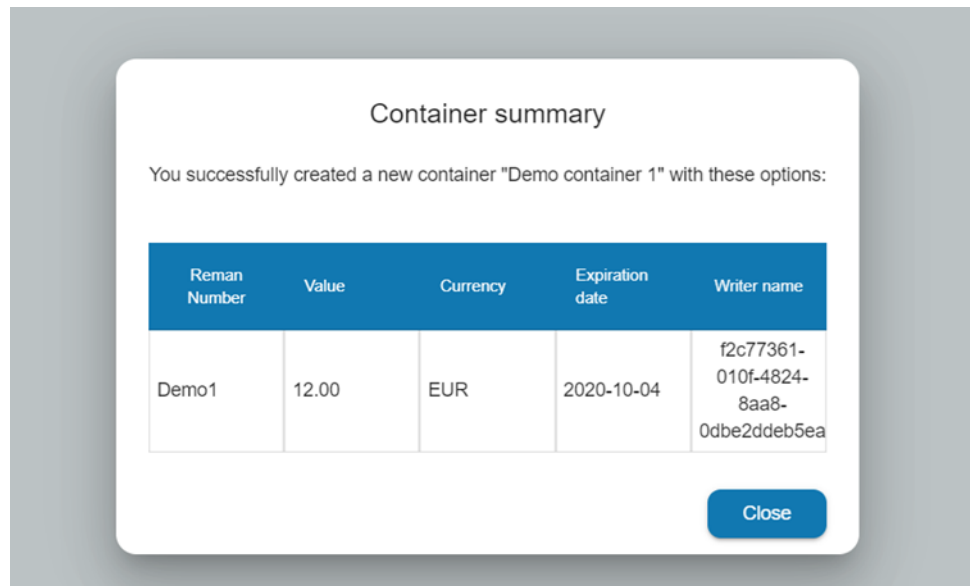 Container summary
You successfully created a new container "Demo container 1" with these options:
Reman
Number
Value
Currency
Expiration
date
Writer name
Demo1
12.00
EUR
2020-10-04
f2c77361-
010f-4824-
8aa8-
0dbe2ddeb5ea
Close